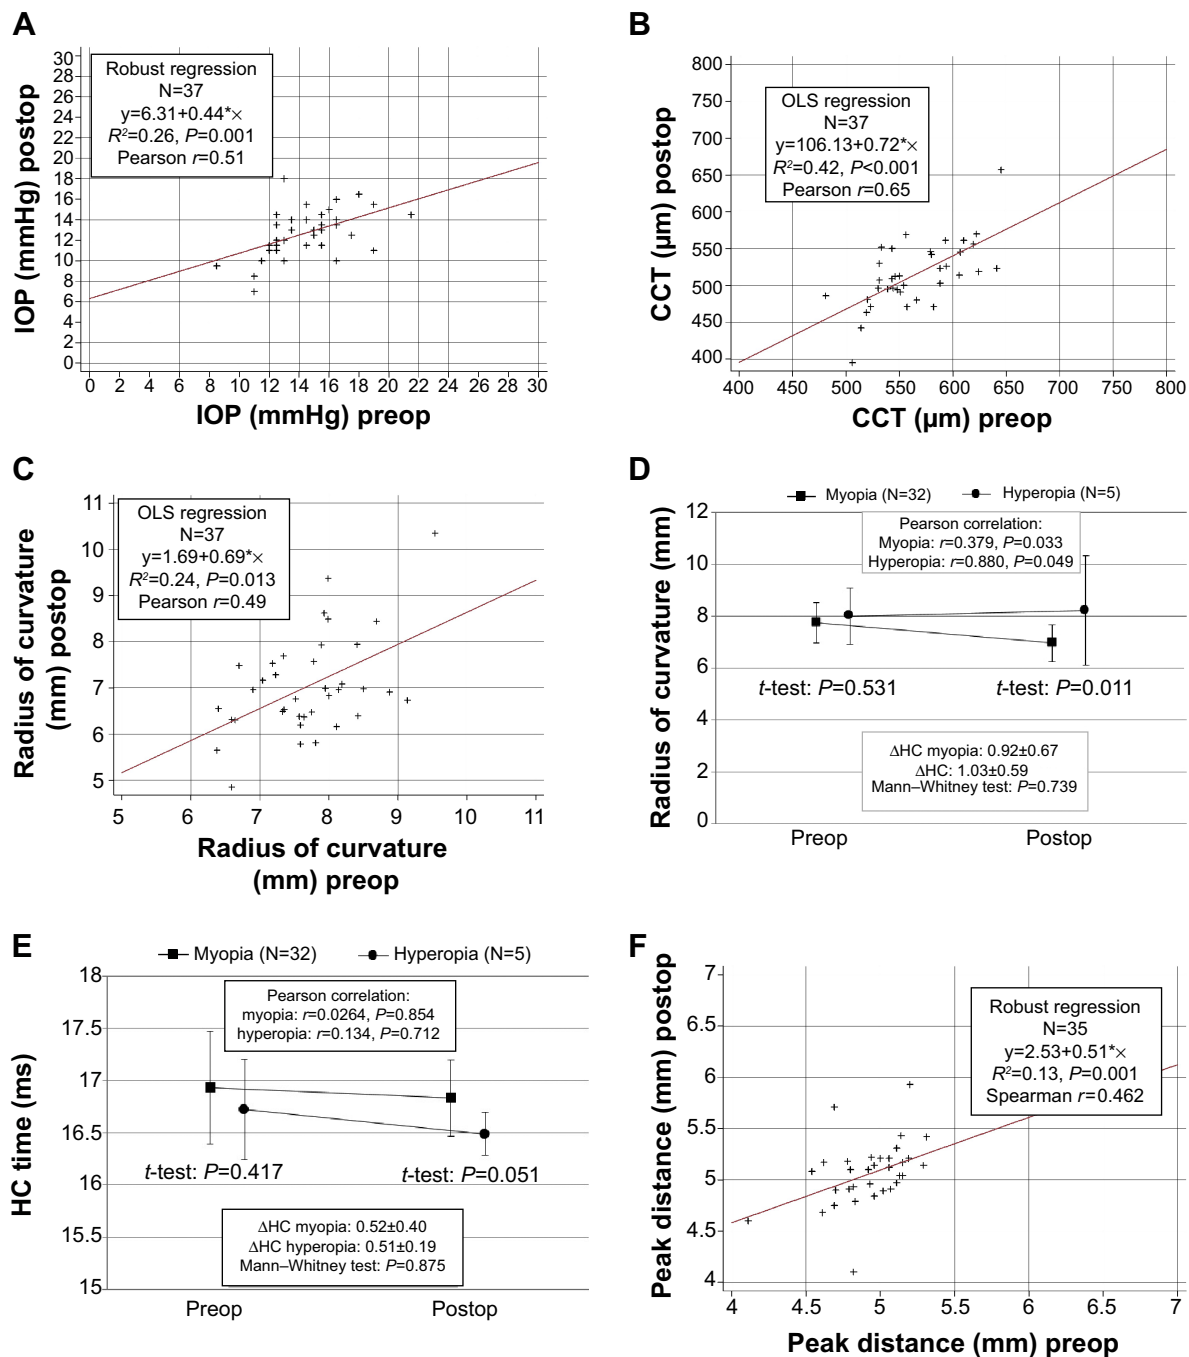 A
30
28
26
24
22
20
18
16
14
12
10
8
6
4
2
0
IOP (mmHg) postop
Robust regression
N=37
y=6.31+0.44*×
R²=0.26, P=0.001
Pearson r=0.51
0 2 4 6 8 10 12 14 16 18 20 22 24 26 28 30
IOP (mmHg) preop
B
800
750
700
650
600
550
500
450
400
CCT (µm) postop
OLS regression
N=37
y=106.13+0.72*×
R²=0.42, P<0.001
Pearson r=0.65
400 450 500 550 600 650 700 750 800
CCT (µm) preop
C
11
10
9
8
7
6
5
Radius of curvature
(mm) postop
OLS regression
N=37
y=1.69+0.69*×
R²=0.24, P=0.013
Pearson r=0.49
5 6 7 8 9 10 11
Radius of curvature
(mm) preop
D
Myopia (N=32) Hyperopia (N=5)
12
10
8
6
4
2
0
Radius of curvature (mm)
Pearson correlation:
Myopia: r=0.379, P=0.033
Hyperopia: r=0.880, P=0.049
t-test: P=0.531 t-test: P=0.011
ΔHC myopia: 0.92±0.67
ΔHC: 1.03±0.59
Mann–Whitney test: P=0.739
Preop Postop
E
Myopia (N=32) Hyperopia (N=5)
18
17.5
17
16.5
16
15.5
15
HC time (ms)
Pearson correlation:
myopia: r=0.0264, P=0.854
hyperopia: r=0.134, P=0.712
t-test: P=0.417 t-test: P=0.051
ΔHC myopia: 0.52±0.40
ΔHC hyperopia: 0.51±0.19
Mann–Whitney test: P=0.875
Preop Postop
F
7
6.5
6
5.5
5
4.5
4
Peak distance (mm) postop
Robust regression
N=35
y=2.53+0.51*×
R²=0.13, P=0.001
Spearman r=0.462
4 4.5 5 5.5 6 6.5 7
Peak distance (mm) preop